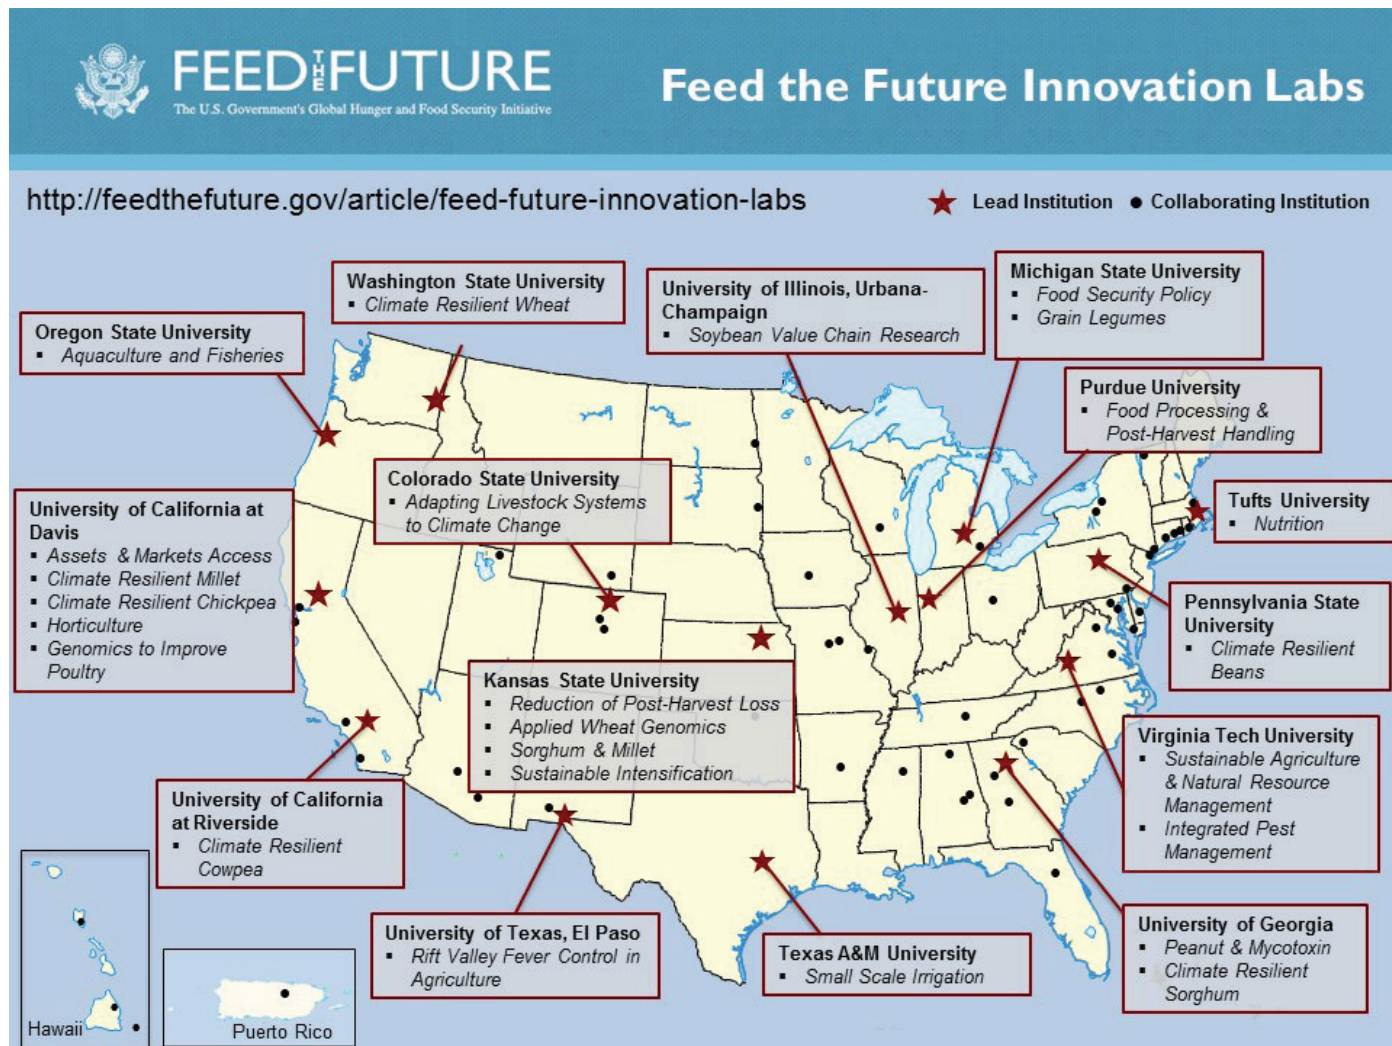 FEED THE FUTURE
The U.S. Government's Global Hunger and Food Security Initiative
Feed the Future Innovation Labs
http://feedthefuture.gov/article/feed-future-innovation-labs
Lead Institution
Collaborating Institution
Washington State University
▪ Climate Resilient Wheat
Oregon State University
▪ Aquaculture and Fisheries
University of Illinois, Urbana-
Champaign
▪ Soybean Value Chain Research
Michigan State University
▪ Food Security Policy
▪ Grain Legumes
Purdue University
▪ Food Processing &
Post-Harvest Handling
Colorado State University
▪ Adapting Livestock Systems
to Climate Change
Tufts University
▪ Nutrition
University of California at
Davis
▪ Assets & Markets Access
▪ Climate Resilient Millet
▪ Climate Resilient Chickpea
▪ Horticulture
▪ Genomics to Improve
Poultry
Pennsylvania State
University
▪ Climate Resilient
Beans
Kansas State University
▪ Reduction of Post-Harvest Loss
▪ Applied Wheat Genomics
▪ Sorghum & Millet
▪ Sustainable Intensification
Virginia Tech University
▪ Sustainable Agriculture
& Natural Resource
Management
▪ Integrated Pest
Management
University of California
at Riverside
▪ Climate Resilient
Cowpea
University of Texas, El Paso
▪ Rift Valley Fever Control in
Agriculture
Texas A&M University
▪ Small Scale Irrigation
University of Georgia
▪ Peanut & Mycotoxin
▪ Climate Resilient
Sorghum
Hawaii
Puerto Rico